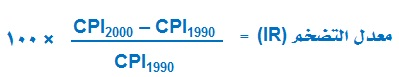 معدل التضخم (IR) = CPI2000 – CPI1990 × ١٠٠
CPI1990